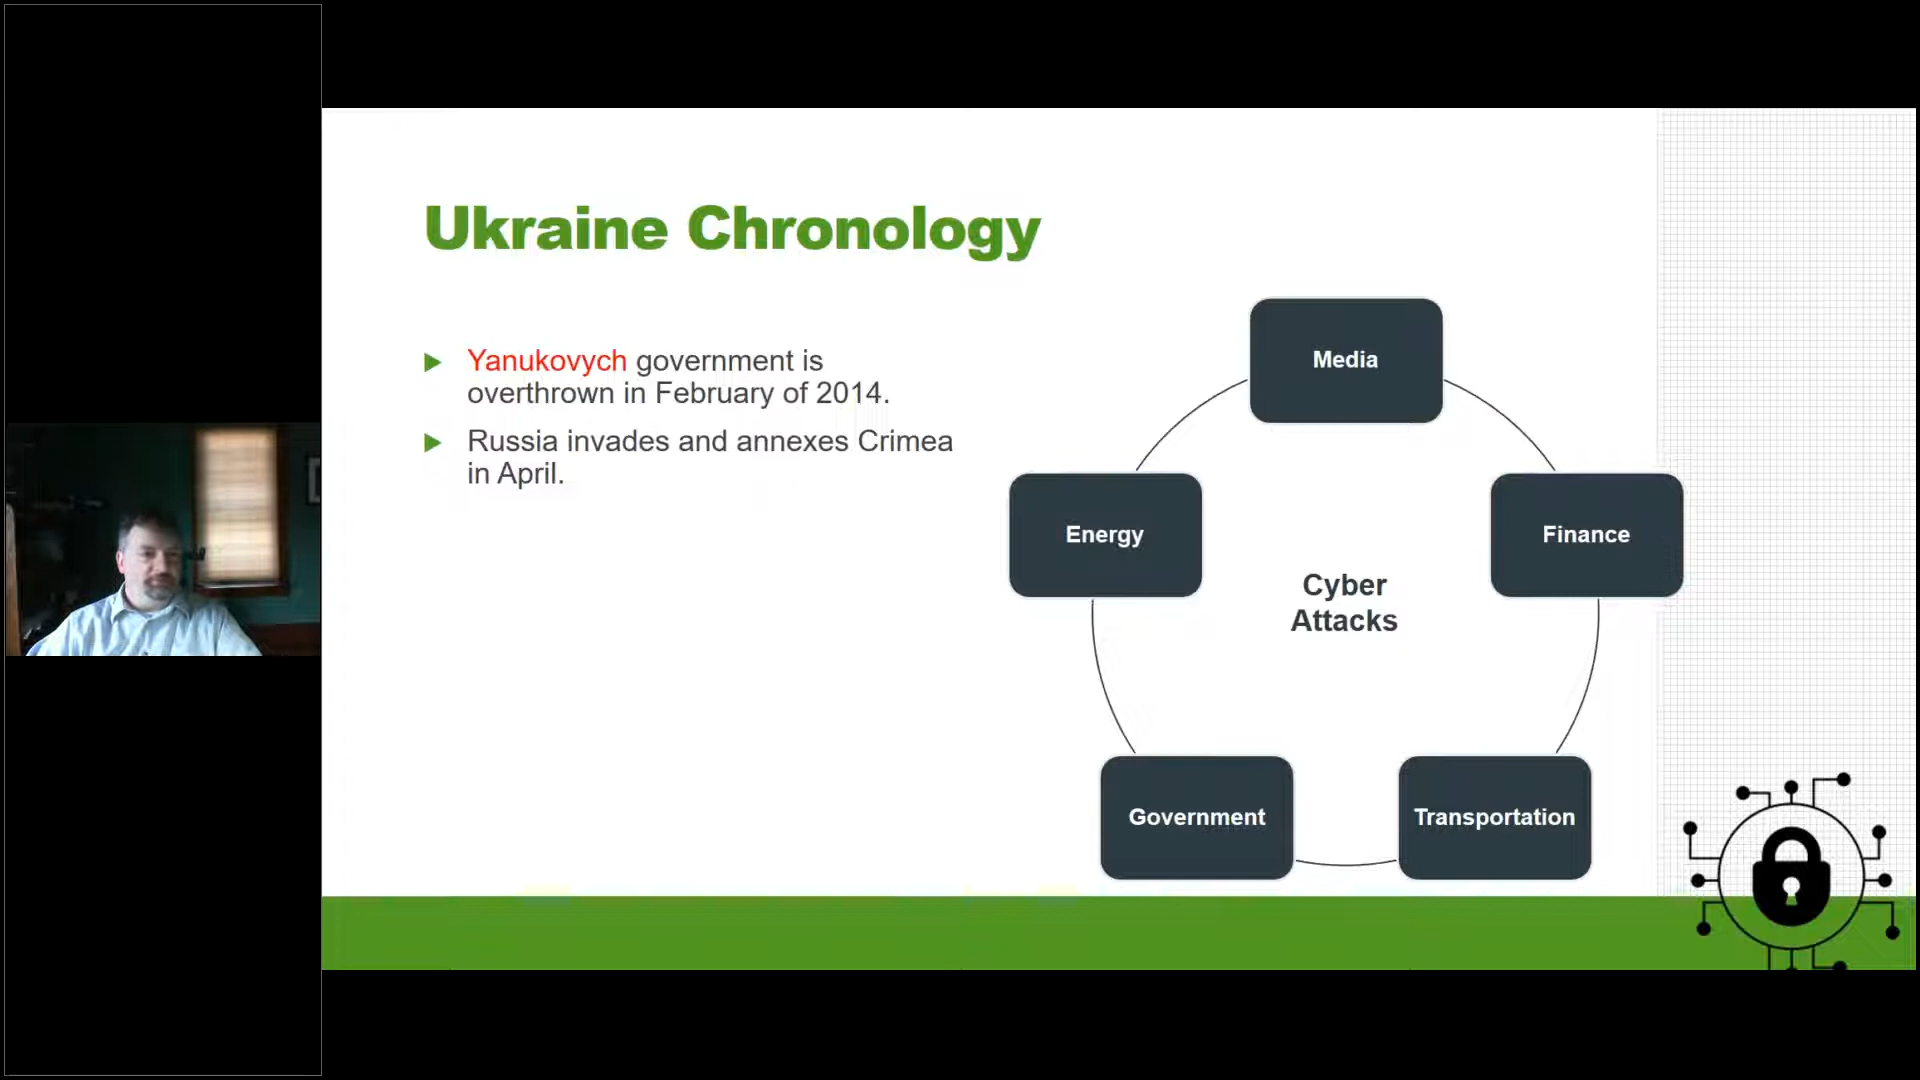 Ukraine Chronology
Yanukovych government is
overthrown in February of 2014.
Russia invades and annexes Crimea
in April.
Media
Energy
Finance
Cyber
Attacks
Government
Transportation